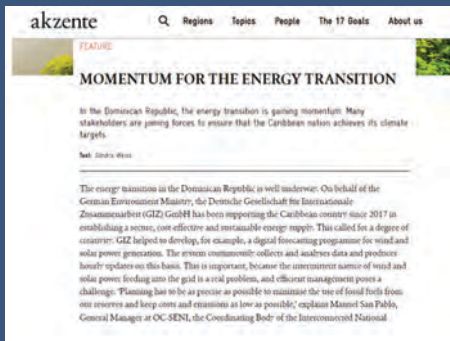 akzente
Regions Topics People The 17 Goals About us
FEATURE
MOMENTUM FOR THE ENERGY TRANSITION
In the Dominican Republic, the energy transition is gaining momentum. Many
stakeholders are joining forces to ensure that the Caribbean nation achieves its climate
targets.
Text: Sandra Weiss
The energy transition in the Dominican Republic is well underway. On behalf of the
German Environment Ministry, the Deutsche Gesellschaft für Internationale
Zusammenarbeit (GIZ) GmbH has been supporting the Caribbean country since 2017 in
establishing a secure, cost-effective and sustainable energy supply. This called for a degree of
creativity. GIZ helped to develop, for example, a digital forecasting programme for wind and
solar power generation. The system continuously collects and analyses data and produces
hourly updates on this basis. This is important, because the intermittent nature of wind and
solar power feeding into the grid is a real problem, and efficient management poses a
challenge. ‘Planning has to be as precise as possible to minimise the use of fossil fuels from
our reserves and keep costs and emissions as low as possible,’ explains Manuel San Pablo,
General Manager at OC-SENI, the Coordinating Body of the Interconnected National